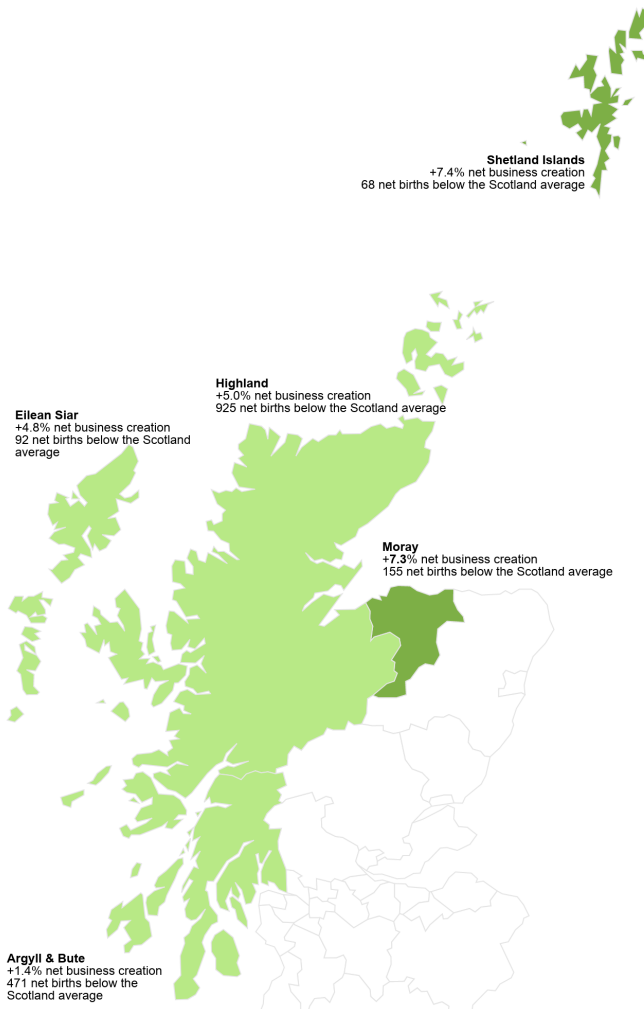 Shetland Islands
+7.4% net business creation
68 net births below the Scotland average
Highland
+5.0% net business creation
925 net births below the Scotland average
Eilean Siar
+4.8% net business creation
92 net births below the Scotland
average
Moray
+7.3% net business creation
155 net births below the Scotland average
Argyll & Bute
+1.4% net business creation
471 net births below the
Scotland average